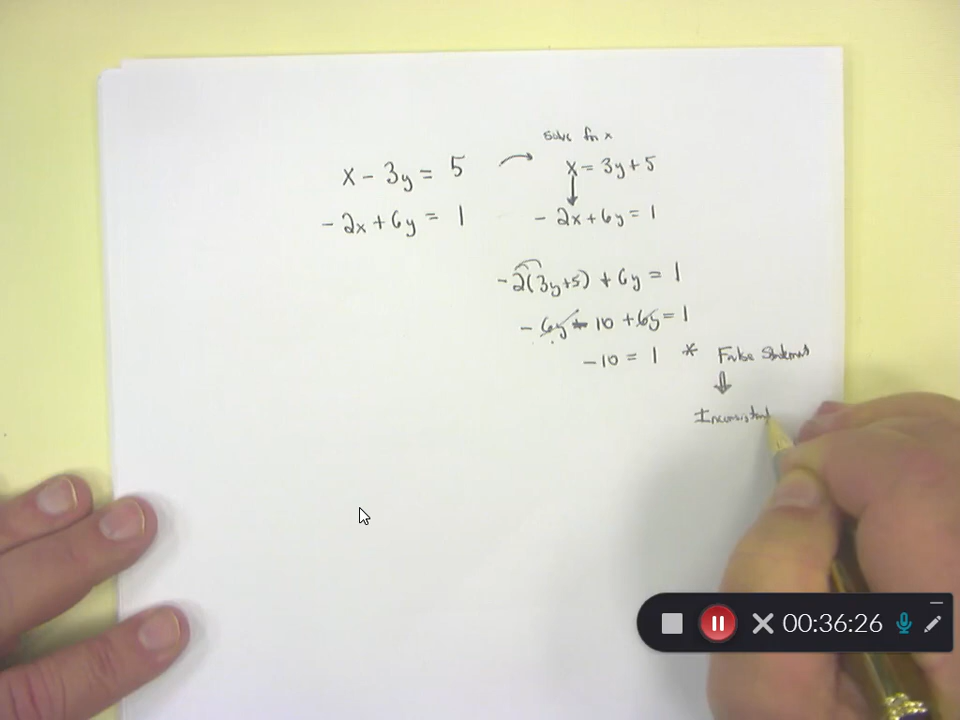 solve for x
x - 3y = 5
x = 3y + 5
- 2x + 6y = 1
- 2x + 6y = 1
- 2(3y+5) + 6y = 1
- 6y - 10 + 6y = 1
- 10 = 1 * False Statement
Inconsistent
00:36:26